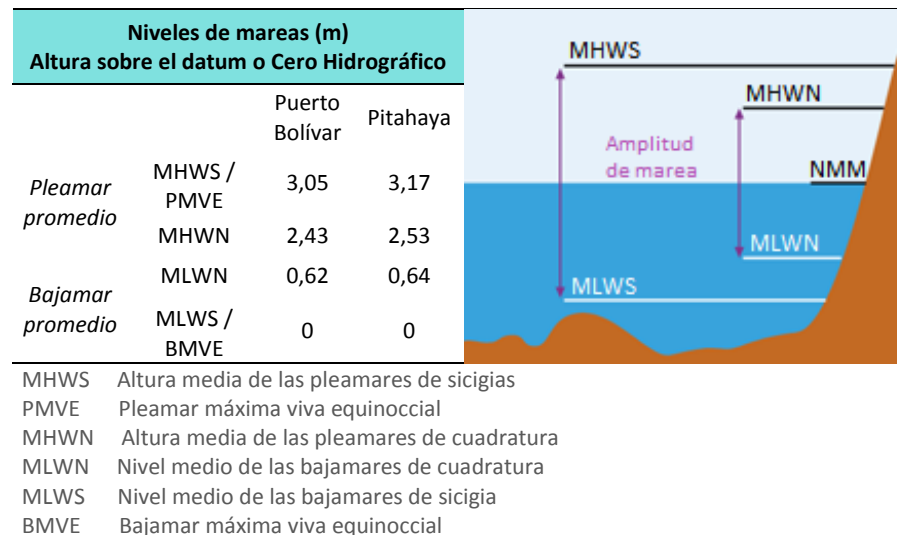 Niveles de mareas (m)
Altura sobre el datum o Cero Hidrográfico
Puerto Bolívar Pitahaya
Pleamar promedio
MHWS / PMVE 3,05 3,17
MHWN 2,43 2,53
Bajamar promedio
MLWN 0,62 0,64
MLWS / BMVE 0 0
MHWS
MHWN
Amplitud
de marea
NMM
MLWN
MLWS
MHWS Altura media de las pleamares de sicigias
PMVE Pleamar máxima viva equinoccial
MHWN Altura media de las pleamares de cuadratura
MLWN Nivel medio de las bajamares de cuadratura
MLWS Nivel medio de las bajamares de sicigia
BMVE Bajamar máxima viva equinoccial